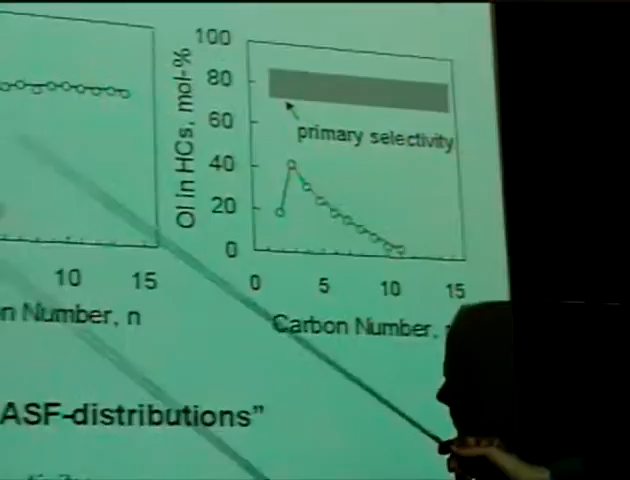 100
80
60
40
20
0
Ol in HCs, mol-%
primary selectivity
0 5 10 15
Carbon Number,
10 15
n Number, n
ASF-distributions”